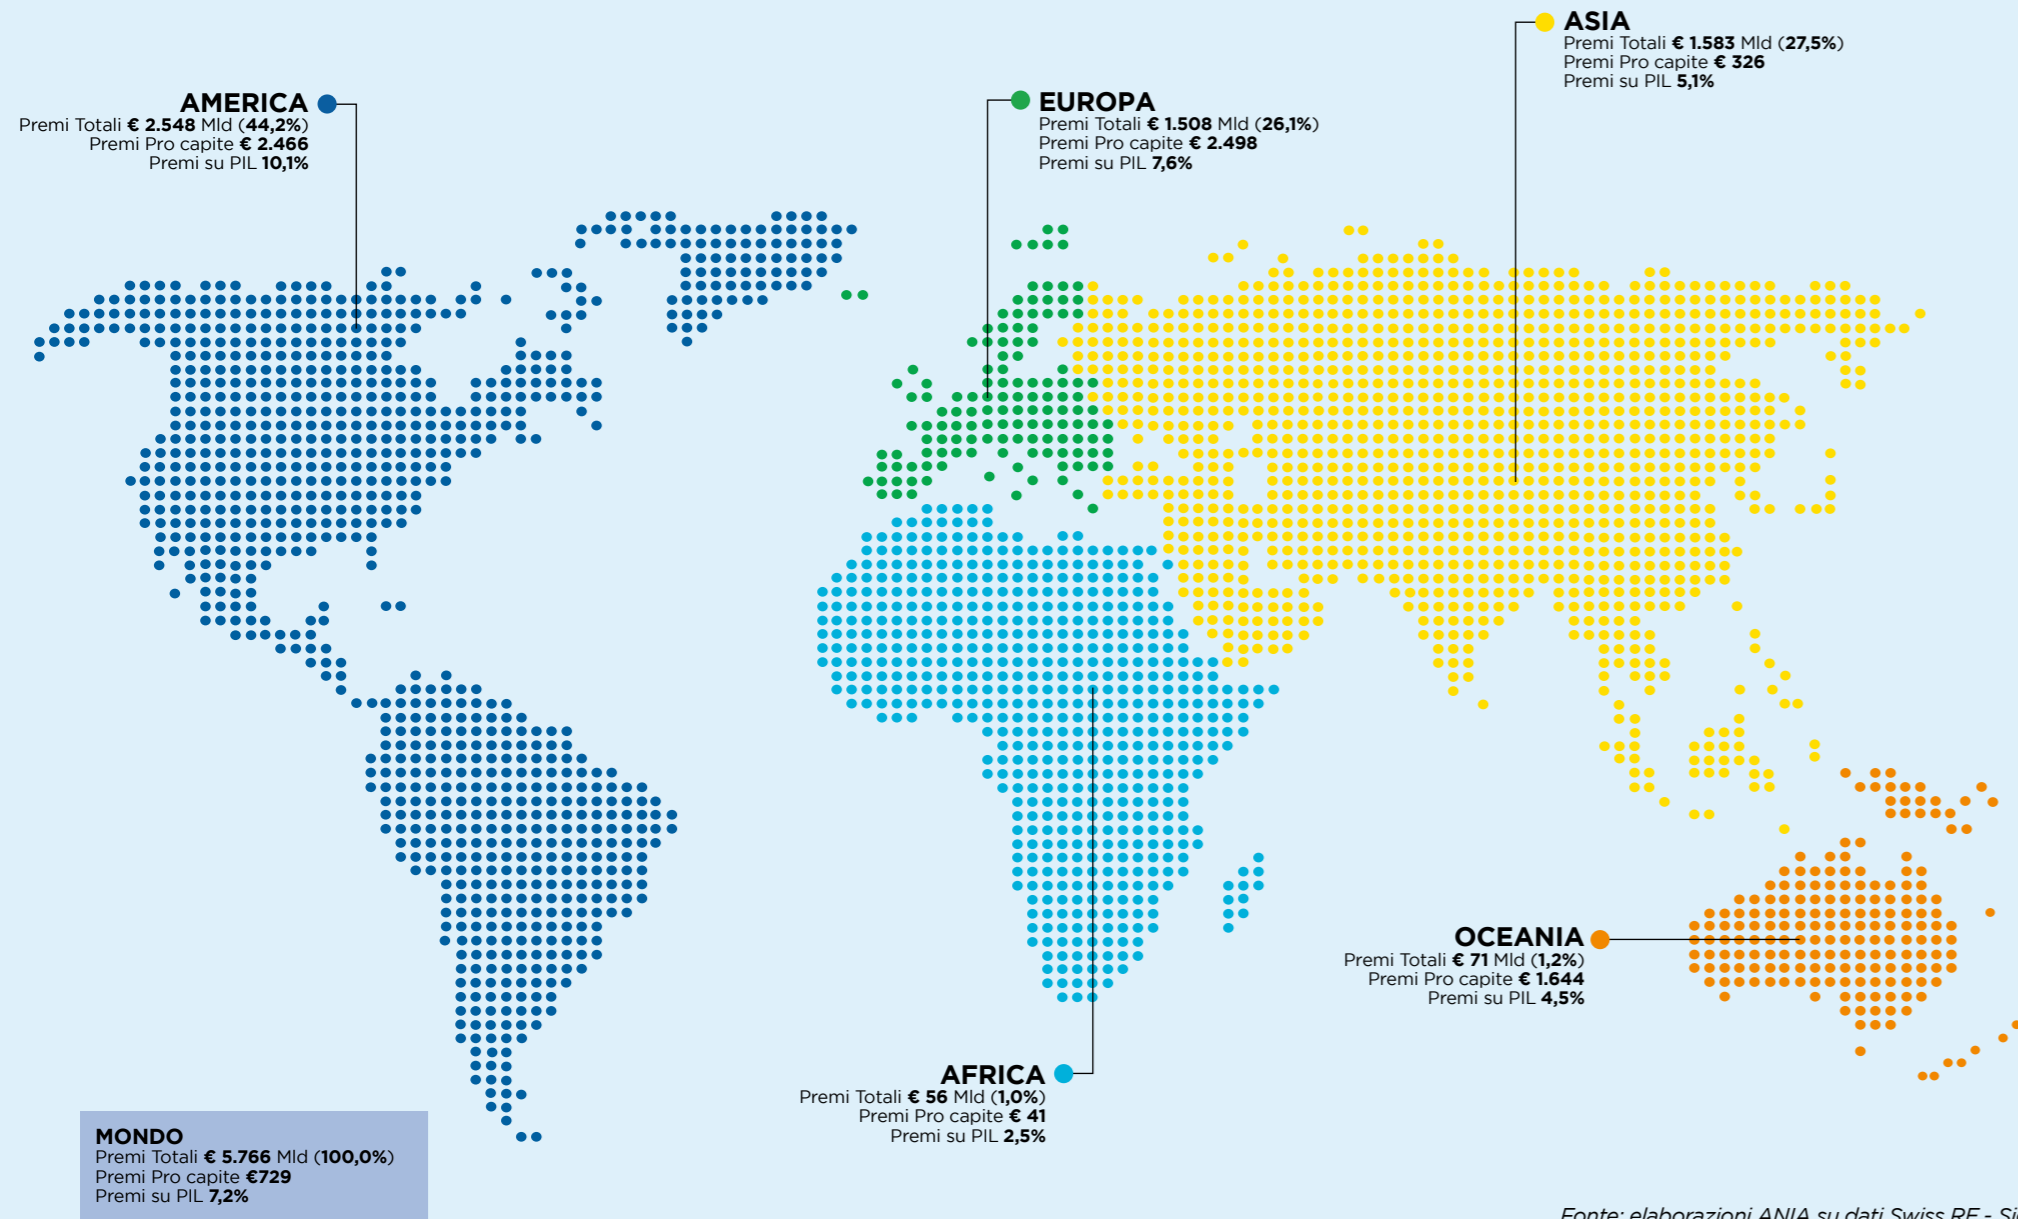 ASIA
Premi Totali € 1.583 Mld (27,5%)
Premi Pro capite € 326
Premi su PIL 5,1%
AMERICA
Premi Totali € 2.548 Mld (44,2%)
Premi Pro capite € 2.466
Premi su PIL 10,1%
EUROPA
Premi Totali € 1.508 Mld (26,1%)
Premi Pro capite € 2.498
Premi su PIL 7,6%
OCEANIA
Premi Totali € 71 Mld (1,2%)
Premi Pro capite € 1.644
Premi su PIL 4,5%
AFRICA
Premi Totali € 56 Mld (1,0%)
Premi Pro capite € 41
Premi su PIL 2,5%
MONDO
Premi Totali € 5.766 Mld (100,0%)
Premi Pro capite €729
Premi su PIL 7,2%
Fonte: elaborazioni ANIA su dati Swiss RE -